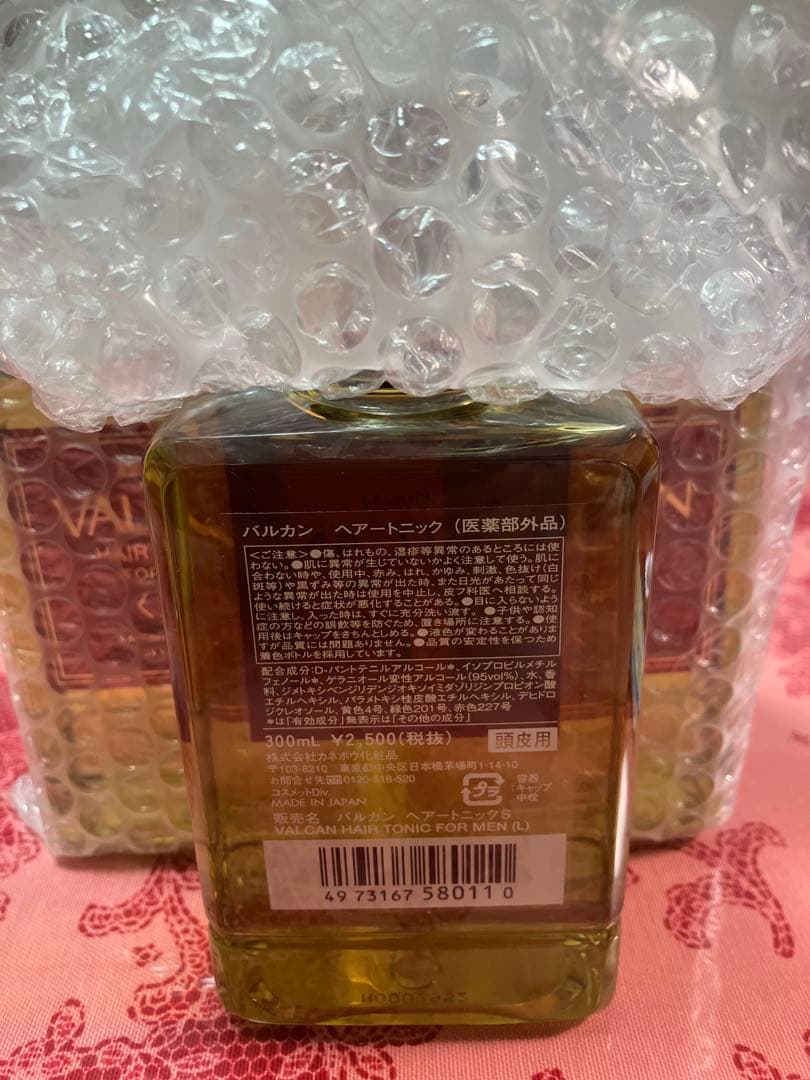 バルカン ヘアートニック（医薬部外品）
＜ご注意＞●傷、はれもの、湿疹等異常のあるところには使
わない。●肌に異常が生じていないかよく注意して使う。肌に
合わない時や、使用中、赤み、はれ、かゆみ、刺激、色抜け(白
斑等)や黒ずみ等の異常が出た時、また日光があたって同じ
ような異常が出た時は使用を中止し、皮フ科医へ相談する。
使い続けると症状が悪化することがある。●目に入らないよう
に注意し、入った時は、すぐに充分洗い流す。●子供や認知
症の方などの誤飲等を防ぐため、置き場所に注意する。●使
用後はキャップをきちんとしめる。●液色が変わることがありま
すが品質には問題ありません。●品質の安定性を保つため
着色ボトルを採用しています。
配合成分：D-パントテニルアルコール＊、イソプロピルメチル
フェノール＊、ゲラニオール変性アルコール(95vol%)、水、香
料、ジメトキシベンジリデンジオキソイミダゾリジンプロピオン酸
エチルヘキシル、パラメトキシ桂皮酸エチルヘキシル、デヒドロ
ジクレオソール、黄色4号、緑色201号、赤色227号
＊は「有効成分」無表示は「その他の成分」
300mL ￥2,500(税抜) 頭皮用
株式会社カネボウ化粧品
〒103-8210 東京都中央区日本橋茅場町1-14-10
お問合せ先 0120-518-520
コスメットDiv.
MADE IN JAPAN
プラ
容器
：キャップ
中栓
販売名 バルカン ヘアートニックS
VALCAN HAIR TONIC FOR MEN (L)
49 73167 58011 0
VAL
N
HAIR